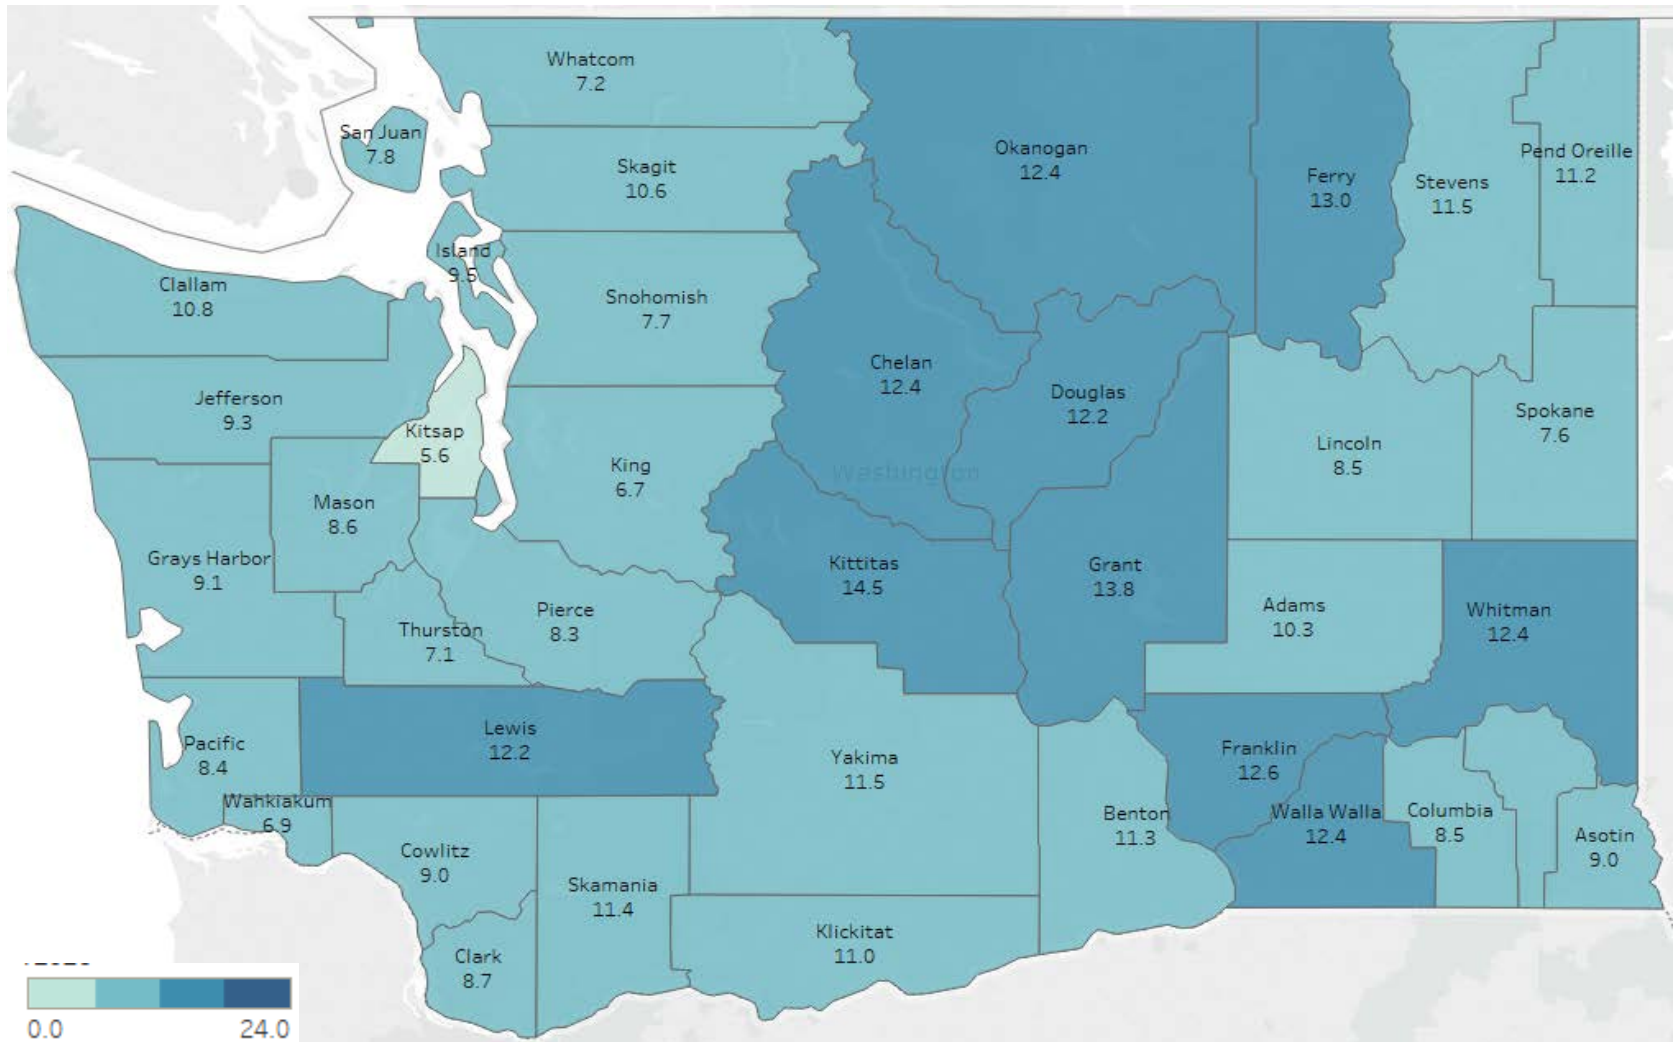 Whatcom
7.2
San Juan
7.8
Skagit
10.6
Okanogan
12.4
Ferry
13.0
Stevens
11.5
Pend Oreille
11.2
Island
9.5
Clallam
10.8
Snohomish
7.7
Chelan
12.4
Douglas
12.2
Jefferson
9.3
Kitsap
5.6
King
6.7
Washington
Lincoln
8.5
Spokane
7.6
Mason
8.6
Grays Harbor
9.1
Kittitas
14.5
Grant
13.8
Adams
10.3
Whitman
12.4
Thurston
7.1
Pierce
8.3
Lewis
12.2
Pacific
8.4
Yakima
11.5
Franklin
12.6
Wahkiakum
6.9
Benton
11.3
Walla Walla
12.4
Columbia
8.5
Asotin
9.0
Cowlitz
9.0
Skamania
11.4
Klickitat
11.0
Clark
8.7
0.0 24.0